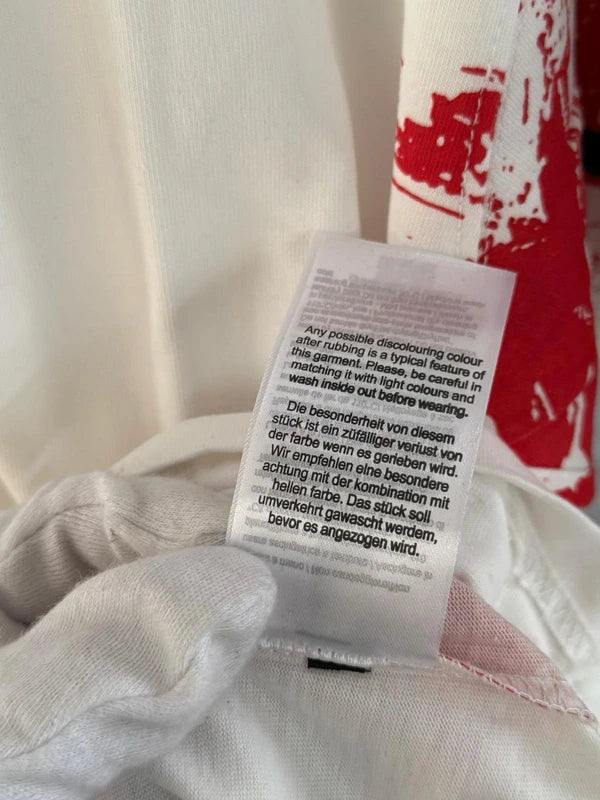 Any possible discolouring colour
after rubbing is a typical feature of
this garment. Please, be careful in
matching it with light colours and
wash inside out before wearing.
Die besonderheit von diesem
stück ist ein züfälliger verlust von
der farbe wenn es gerieben wird.
Wir empfehlen eine besondere
achtung mit der kombination mit
hellen farbe. Das stück soll
umverkehrt gawascht werdem,
bevor es angezogen wird.